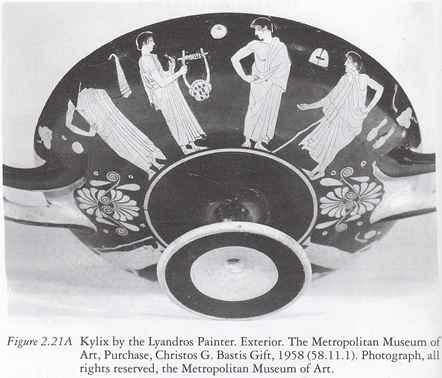 Figure 2.21A Kylix by the Lyandros Painter. Exterior. The Metropolitan Museum of
Art, Purchase, Christos G. Bastis Gift, 1958 (58.11.1). Photograph, all
rights reserved, the Metropolitan Museum of Art.